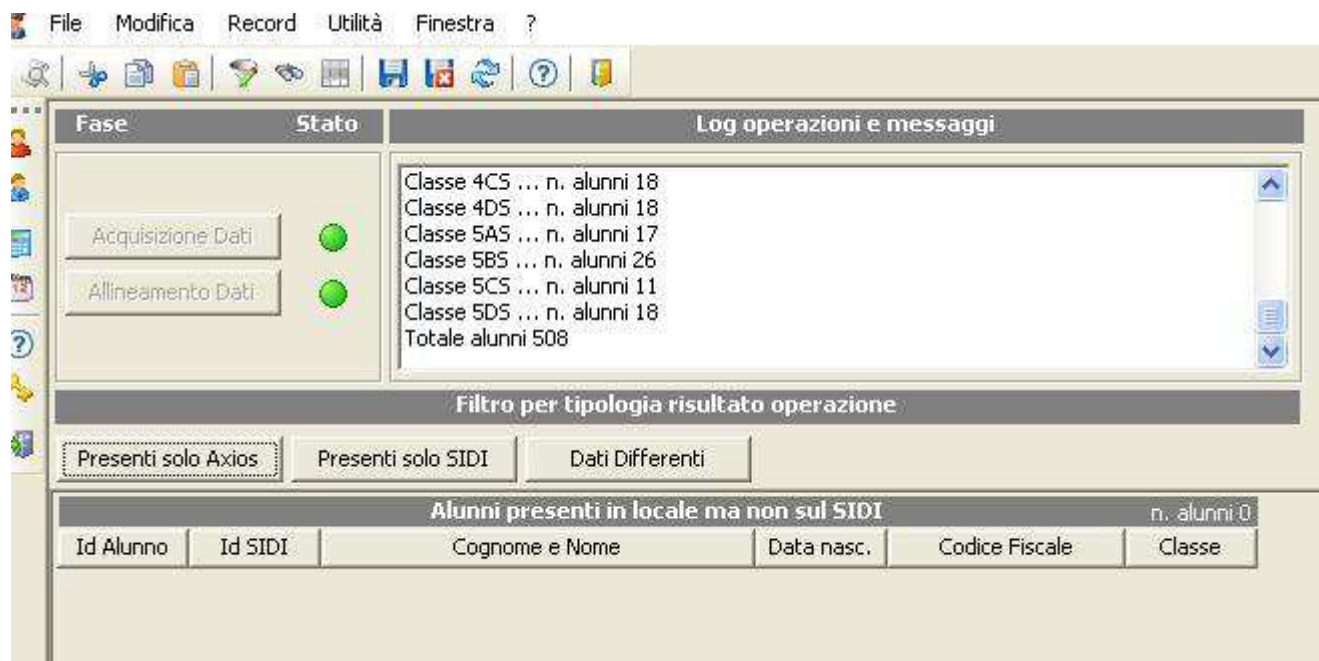 File Modifica Record Utilità Finestra ?
Fase Stato Log operazioni e messaggi
Classe 4CS ... n. alunni 18
Classe 4DS ... n. alunni 18
Acquisizione Dati
Classe 5AS ... n. alunni 17
Classe 5BS ... n. alunni 26
Allineamento Dati
Classe 5CS ... n. alunni 11
Classe 5DS ... n. alunni 18
Totale alunni 508
Filtro per tipologia risultato operazione
Presenti solo Axios Presenti solo SIDI Dati Differenti
Alunni presenti in locale ma non sul SIDI n. alunni 0
Id Alunno Id SIDI Cognome e Nome Data nasc. Codice Fiscale Classe